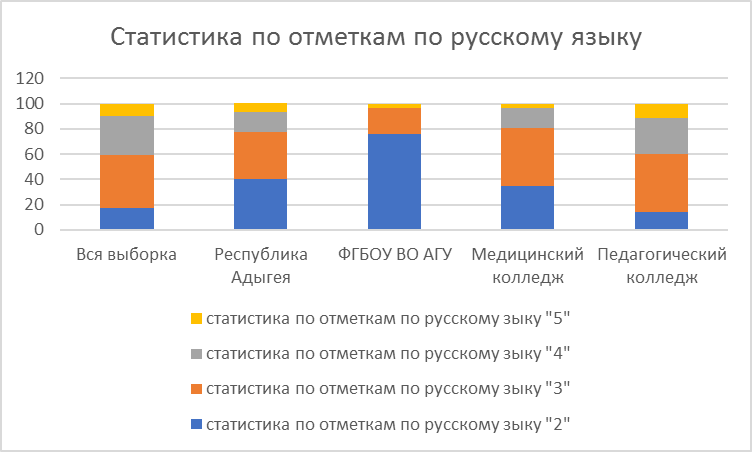 Статистика по отметкам по русскому языку
120
100
80
60
40
20
0
Вся выборка
Республика
Адыгея
ФГБОУ ВО АГУ
Медицинский
колледж
Педагогический
колледж
статистика по отметкам по русскому зыку "5"
статистика по отметкам по русскому зыку "4"
статистика по отметкам по русскому зыку "3"
статистика по отметкам по русскому зыку "2"